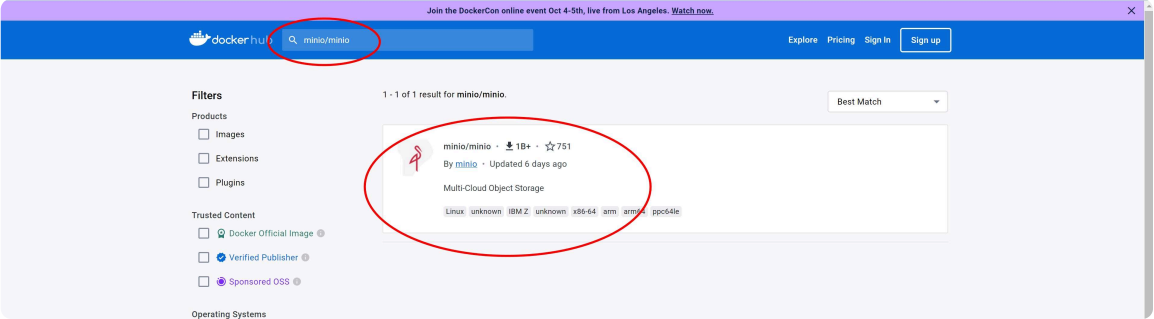 Join the DockerCon online event Oct 4-5th, live from Los Angeles. Watch now.
dockerhub
minio/minio
Explore Pricing Sign In Sign up
Filters
1 - 1 of 1 result for minio/minio.
Best Match
Products
Images
Extensions
Plugins
minio/minio • 1B+ • 751
By minio • Updated 6 days ago
Multi-Cloud Object Storage
Linux unknown IBM Z unknown x86-64 arm arm64 ppc64le
Trusted Content
Docker Official Image
Verified Publisher
Sponsored OSS
Operating Systems